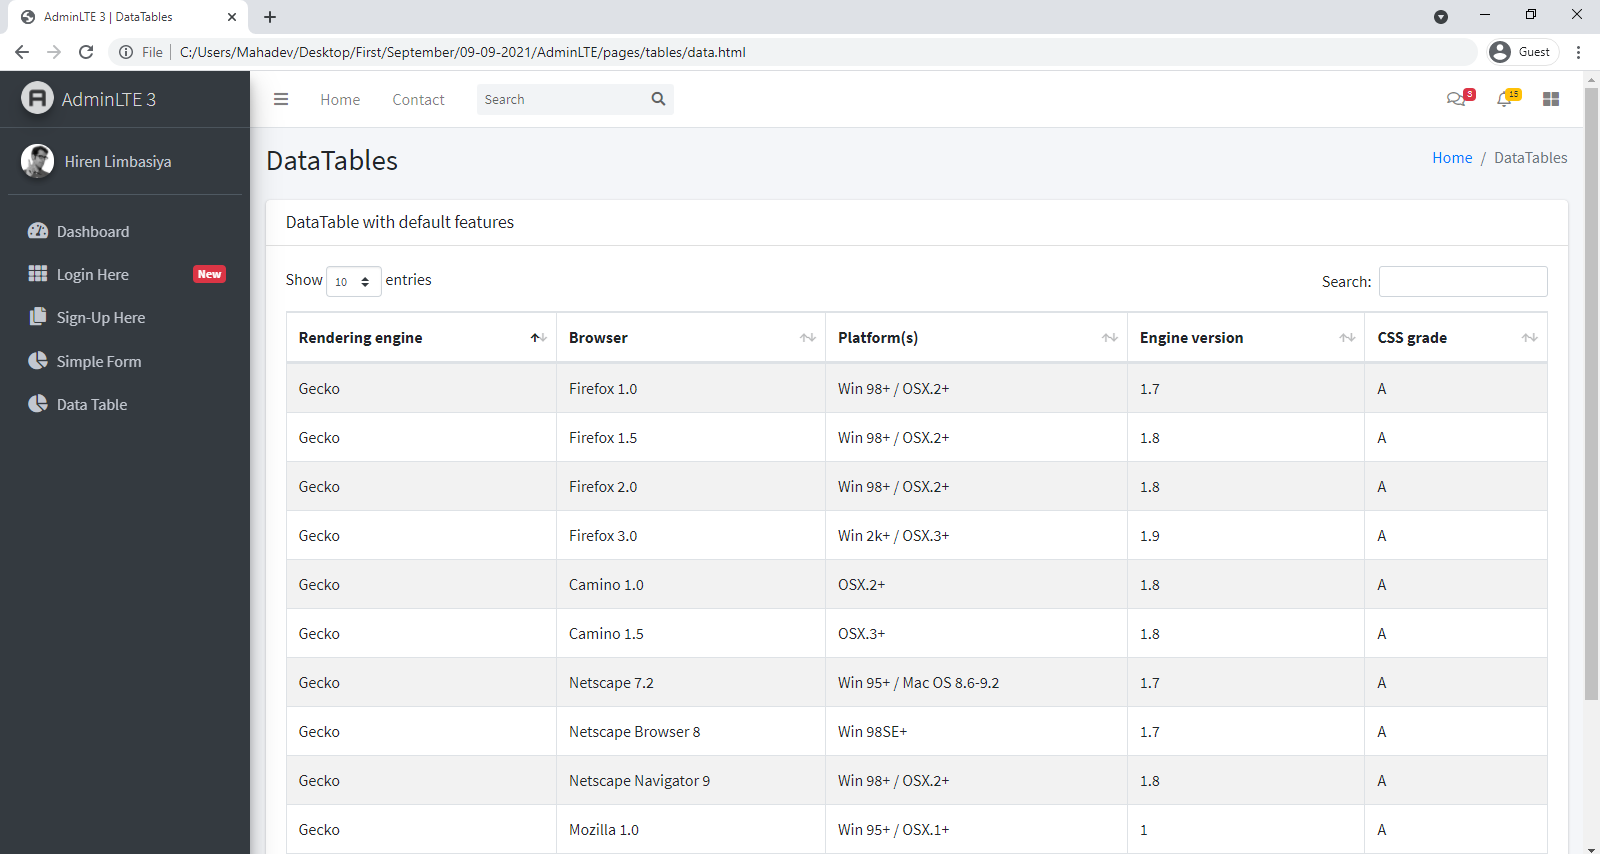 AdminLTE 3 | DataTables
File C:/Users/Mahadev/Desktop/First/September/09-09-2021/AdminLTE/pages/tables/data.html Guest
AdminLTE 3
Home Contact Search 3 15
Hiren Limbasiya
DataTables
Home / DataTables
Dashboard
Login Here New
Sign-Up Here
Simple Form
Data Table
DataTable with default features
Show 10 entries Search:
Rendering engine Browser Platform(s) Engine version CSS grade
Gecko Firefox 1.0 Win 98+ / OSX.2+ 1.7 A
Gecko Firefox 1.5 Win 98+ / OSX.2+ 1.8 A
Gecko Firefox 2.0 Win 98+ / OSX.2+ 1.8 A
Gecko Firefox 3.0 Win 2k+ / OSX.3+ 1.9 A
Gecko Camino 1.0 OSX.2+ 1.8 A
Gecko Camino 1.5 OSX.3+ 1.8 A
Gecko Netscape 7.2 Win 95+ / Mac OS 8.6-9.2 1.7 A
Gecko Netscape Browser 8 Win 98SE+ 1.7 A
Gecko Netscape Navigator 9 Win 98+ / OSX.2+ 1.8 A
Gecko Mozilla 1.0 Win 95+ / OSX.1+ 1 A